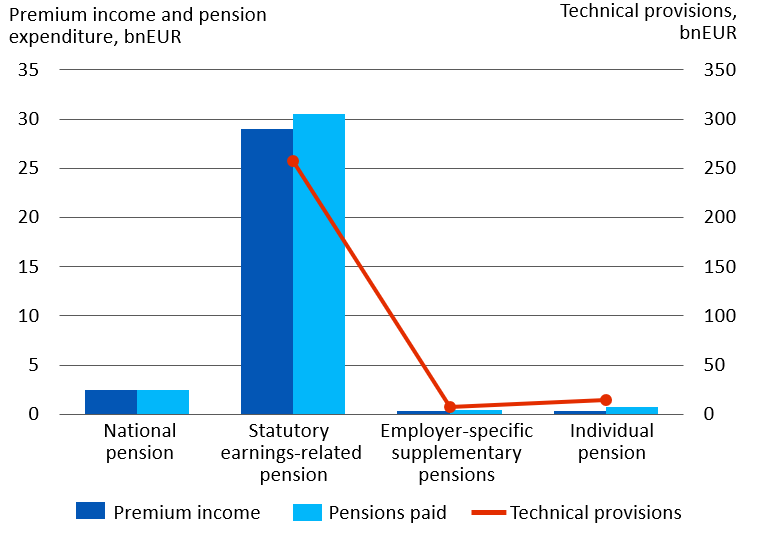 Premium income and pension
expenditure, bnEUR
Technical provisions,
bnEUR
35
30
25
20
15
10
5
0
350
300
250
200
150
100
50
0
National
pension
Statutory
earnings-related
pension
Employer-specific
supplementary
pensions
Individual
pension
Premium income
Pensions paid
Technical provisions